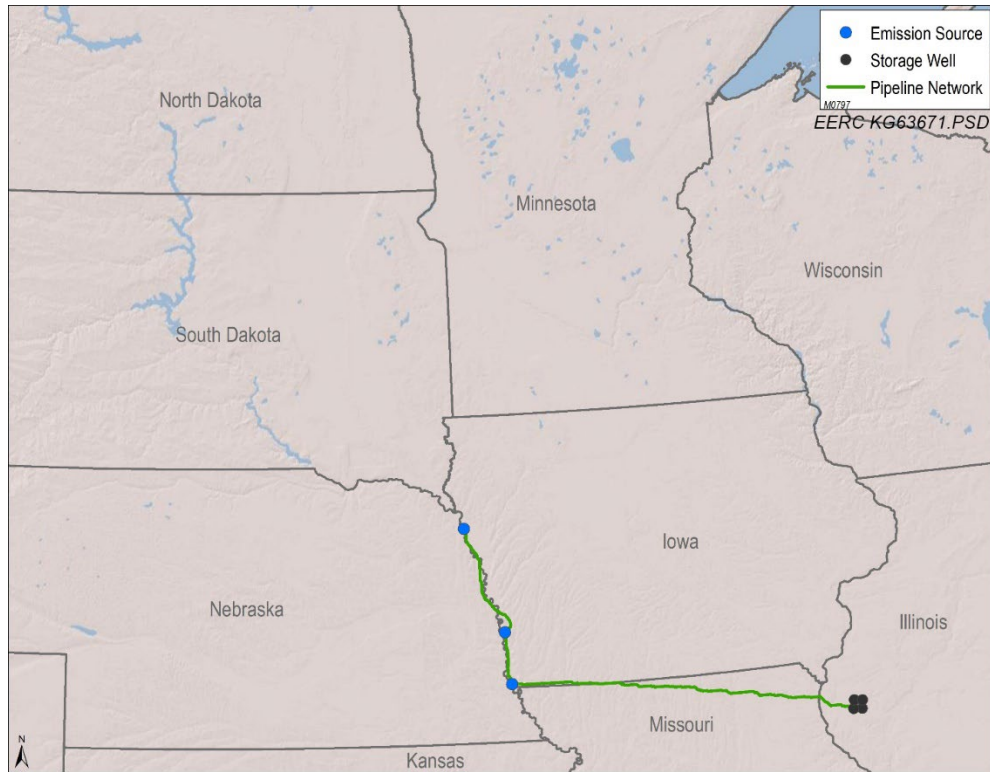 Emission Source
Storage Well
Pipeline Network
M0797
EERC KG63671.PSD
North Dakota
Minnesota
Wisconsin
South Dakota
Iowa
Nebraska
Illinois
Missouri
Kansas
N